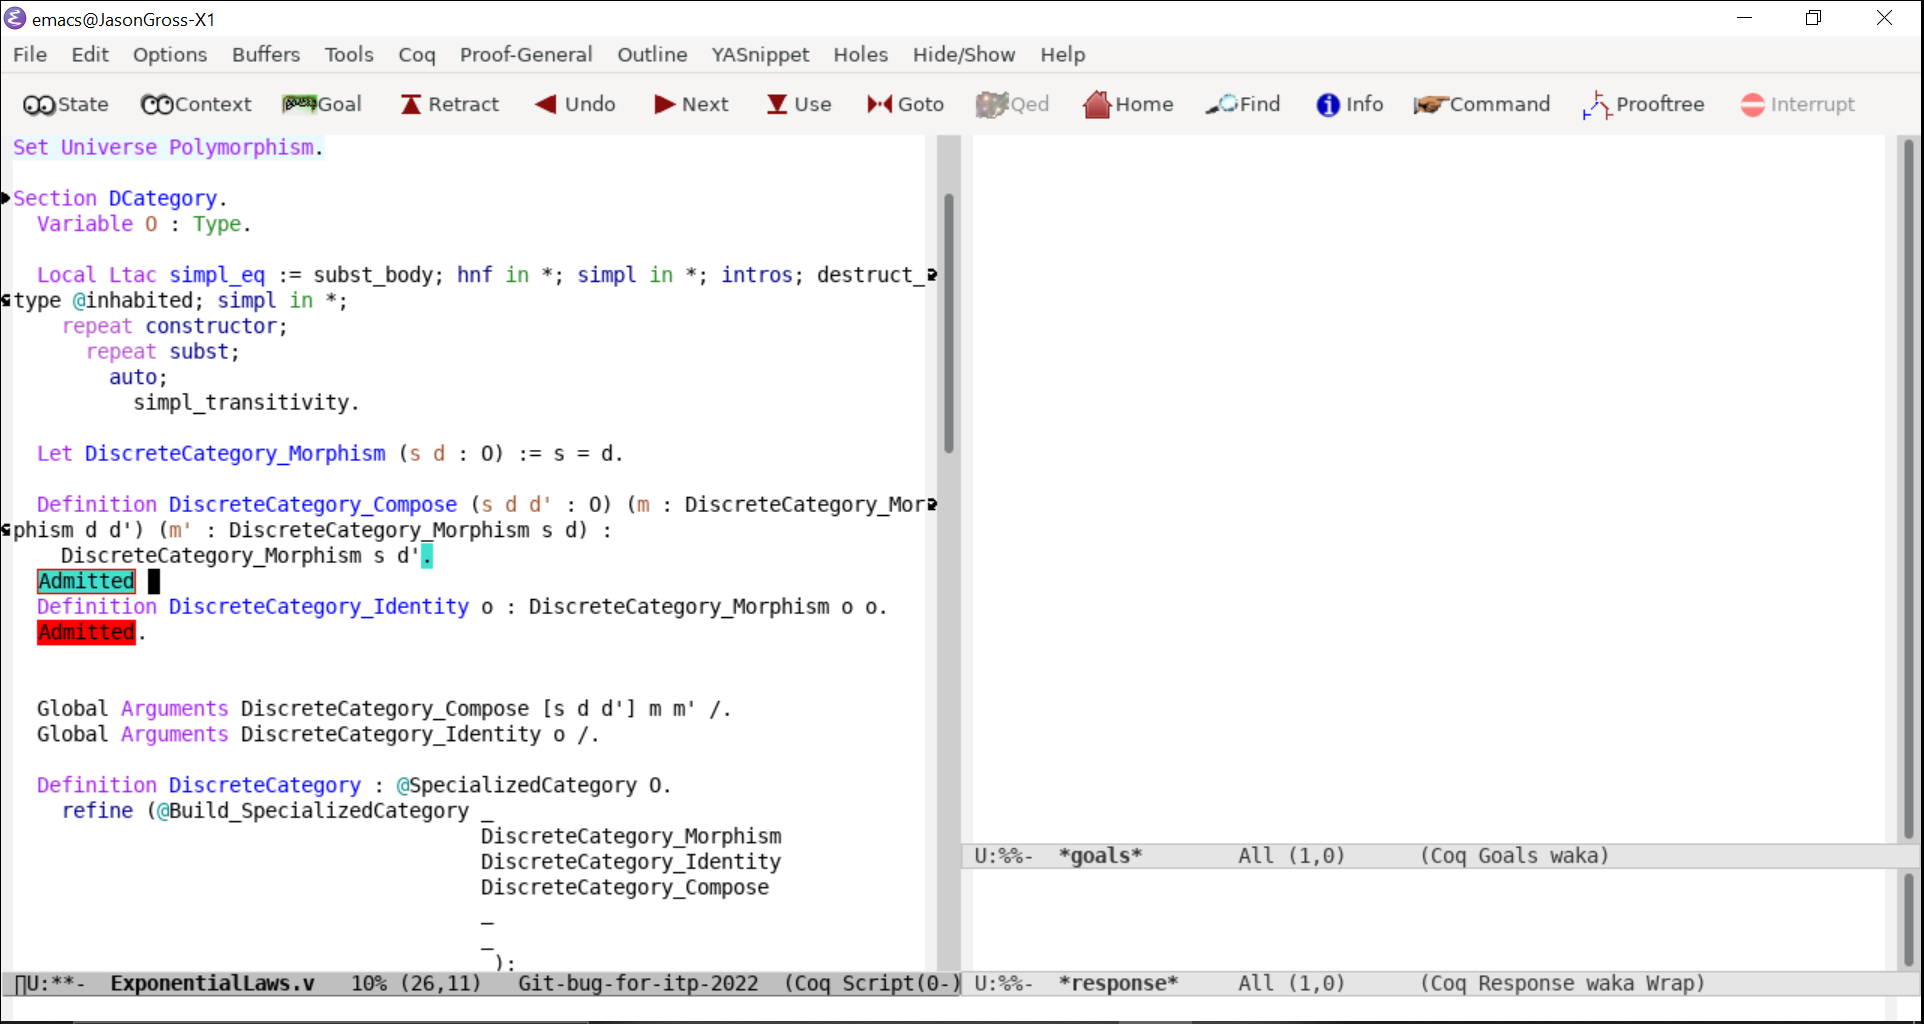 emacs@JasonGross-X1
File Edit Options Buffers Tools Coq Proof-General Outline YASnippet Holes Hide/Show Help
State Context Goal Retract Undo Next Use Goto Qed Home Find Info Command Prooftree Interrupt
Set Universe Polymorphism.
Section DCategory.
Variable O : Type.
Local Ltac simpl_eq := subst_body; hnf in *; simpl in *; intros; destruct_
type @inhabited; simpl in *;
repeat constructor;
repeat subst;
auto;
simpl_transitivity.
Let DiscreteCategory_Morphism (s d : O) := s = d.
Definition DiscreteCategory_Compose (s d d' : O) (m : DiscreteCategory_Mor
phism d d') (m' : DiscreteCategory_Morphism s d) :
DiscreteCategory_Morphism s d'.
Admitted
Definition DiscreteCategory_Identity o : DiscreteCategory_Morphism o o.
Admitted.
Global Arguments DiscreteCategory_Compose [s d d'] m m' /.
Global Arguments DiscreteCategory_Identity o /.
Definition DiscreteCategory : @SpecializedCategory O.
refine (@Build_SpecializedCategory _
DiscreteCategory_Morphism
DiscreteCategory_Identity
DiscreteCategory_Compose
_
_
);
U:**- ExponentialLaws.v 10% (26,11) Git-bug-for-itp-2022 (Coq Script(0-)
U:%%- *goals* All (1,0) (Coq Goals waka)
U:%%- *response* All (1,0) (Coq Response waka Wrap)